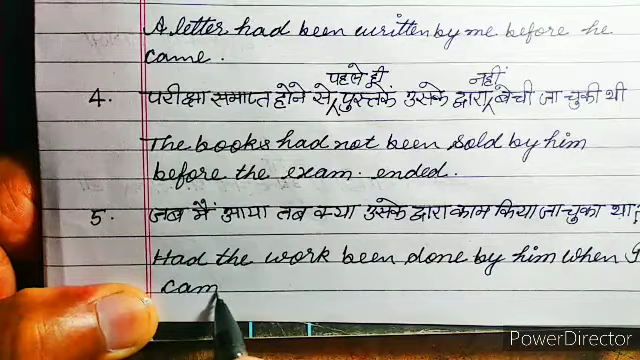 A letter had been written by me before he
came.
पहले ही नहीं
4. परीक्षा समाप्त होने से पुस्तकें उसके द्वारा बेची जा चुकी थी
The books had not been sold by him
before the exam. ended.
5. जब मैं आया तब क्या उसके द्वारा काम किया जा चुका था?
Had the work been done by him when I
cam
PowerDirector